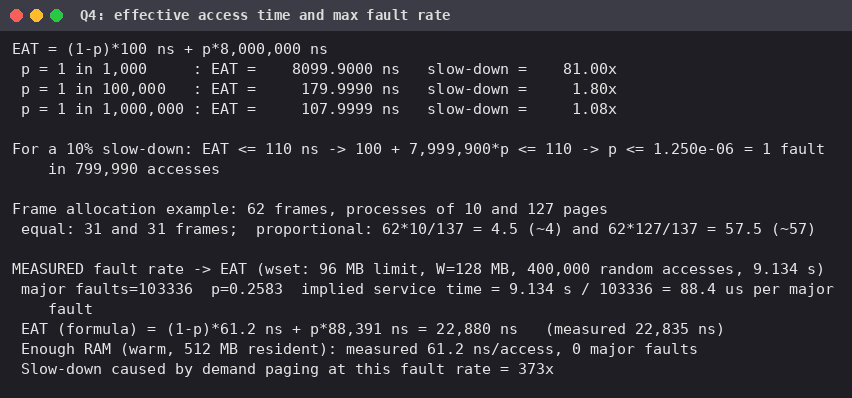 Q4: effective access time and max fault rate
EAT = (1-p)*100 ns + p*8,000,000 ns
p = 1 in 1,000     : EAT =    8099.9000 ns   slow-down =    81.00x
p = 1 in 100,000   : EAT =     179.9990 ns   slow-down =     1.80x
p = 1 in 1,000,000 : EAT =     107.9999 ns   slow-down =     1.08x
For a 10% slow-down: EAT <= 110 ns -> 100 + 7,999,900*p <= 110 -> p <= 1.250e-06 = 1 fault
in 799,990 accesses
Frame allocation example: 62 frames, processes of 10 and 127 pages
equal: 31 and 31 frames;  proportional: 62*10/137 = 4.5 (~4) and 62*127/137 = 57.5 (~57)
MEASURED fault rate -> EAT (wset: 96 MB limit, W=128 MB, 400,000 random accesses, 9.134 s)
major faults=103336  p=0.2583  implied service time = 9.134 s / 103336 = 88.4 us per major
fault
EAT (formula) = (1-p)*61.2 ns + p*88,391 ns = 22,880 ns   (measured 22,835 ns)
Enough RAM (warm, 512 MB resident): measured 61.2 ns/access, 0 major faults
Slow-down caused by demand paging at this fault rate = 373x